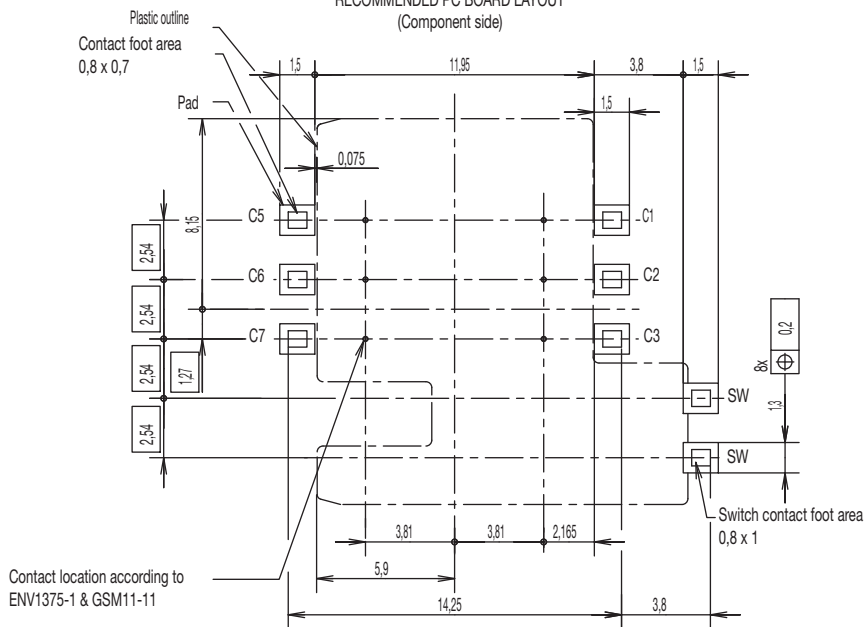 RECOMMENDED PC BOARD LAYOUT
(Component side)
Plastic outline
Contact foot area
0,8 x 0,7
Pad
1,5
11,95
3,8
1,5
1,5
0,075
8,15
C5
C1
2,54
C6
C2
2,54
C7
C3
1,27
2,54
2,54
8x
0,2
1,3
SW
SW
Switch contact foot area
0,8 x 1
3,81
3,81
2,165
5,9
Contact location according to
ENV1375-1 & GSM11-11
14,25
3,8